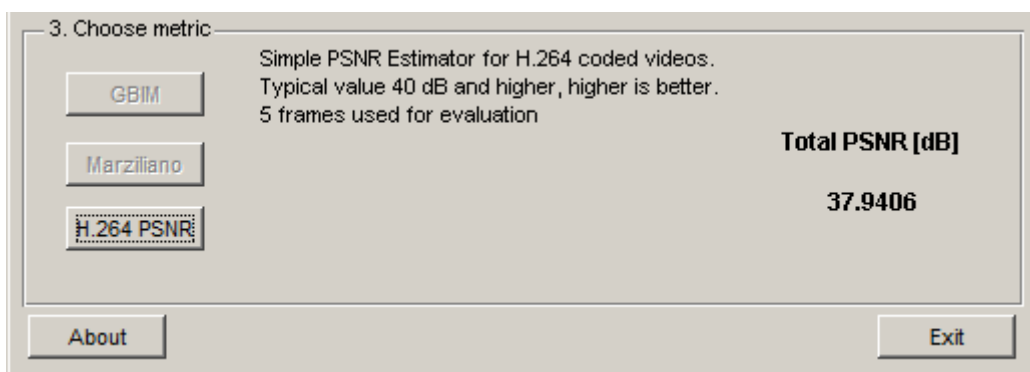 3. Choose metric
Simple PSNR Estimator for H.264 coded videos.
Typical value 40 dB and higher, higher is better.
5 frames used for evaluation
GBIM
Marziliano
H.264 PSNR
Total PSNR [dB]
37.9406
About
Exit